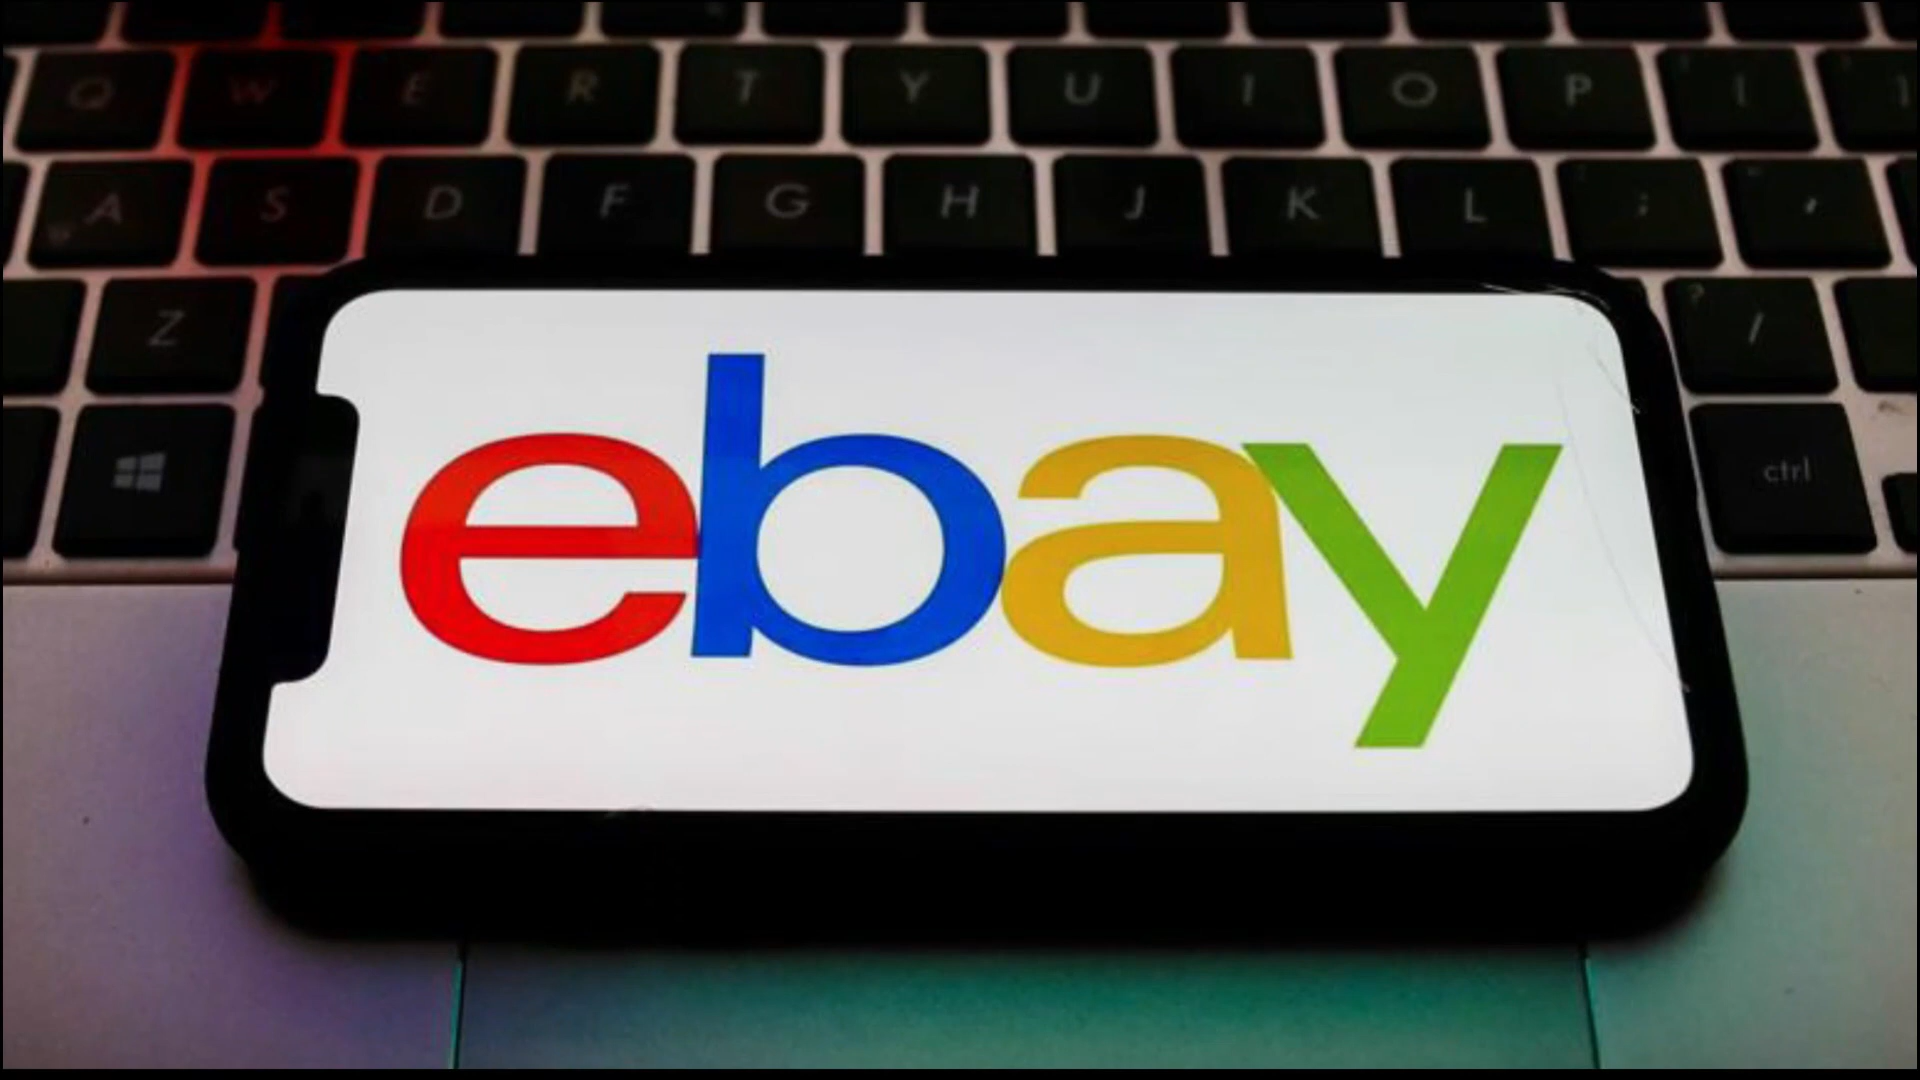 Q W E R T Y U I O P [ ]
A S D F G H J K L ; '
Z ? /
ctrl
ebay